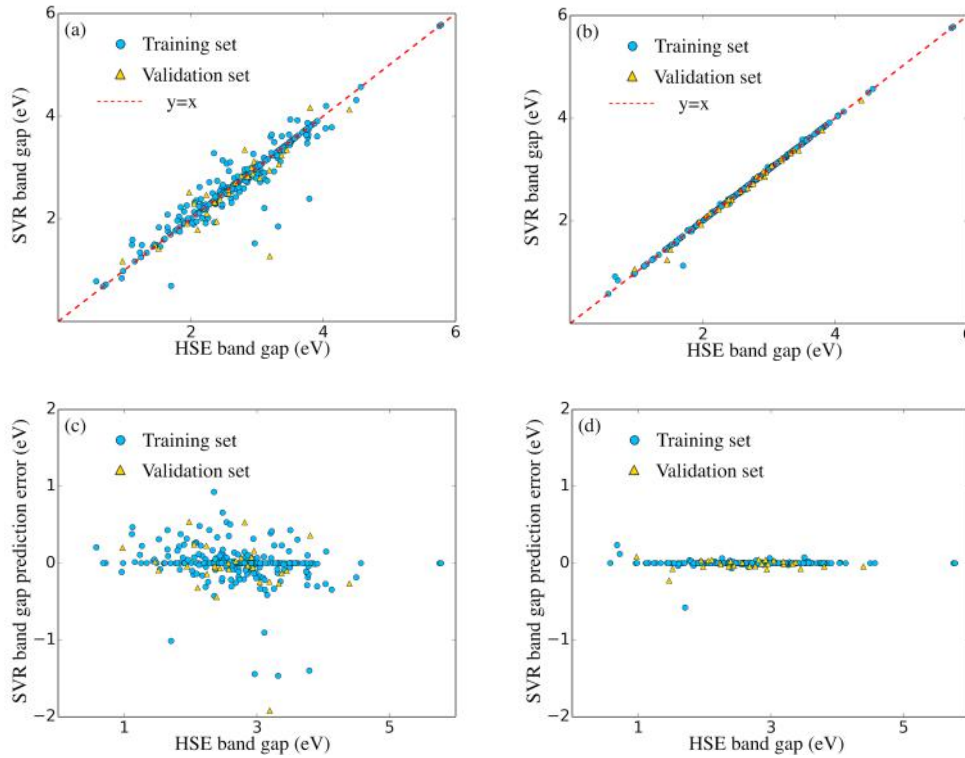 (a)
Training set
Validation set
y=x
6
4
2
2
4
6
SVR band gap (eV)
HSE band gap (eV)
(b)
Training set
Validation set
y=x
6
4
2
2
4
6
SVR band gap (eV)
HSE band gap (eV)
(c)
Training set
Validation set
2
1
0
−1
−2
1
3
5
SVR band gap prediction error (eV)
HSE band gap (eV)
(d)
Training set
Validation set
2
1
0
−1
−2
1
3
5
SVR band gap prediction error (eV)
HSE band gap (eV)